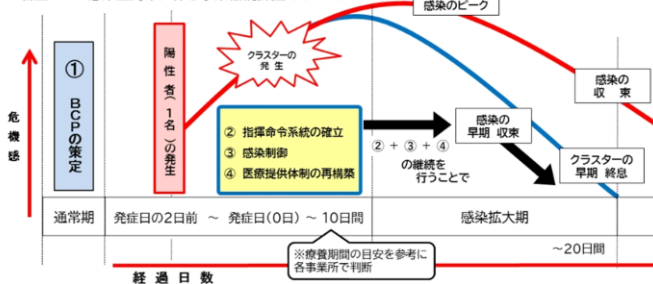 感染のピーク
クラスターの
発 生
陽性者（1名）の発生
①
BCPの策定
危機感
感染の
収 束
② 指揮命令系統の確立
③ 感染制御
④ 医療提供体制の再構築
② + ③ + ④
の継続を
行うことで
感染の
早期 収束
クラスターの
早期 終息
通常期
発症日の2日前 ～ 発症日(0日) ～ 10日間
感染拡大期
※療養期間の目安を参考に
各事業所で判断
～20日間
経 過 日 数